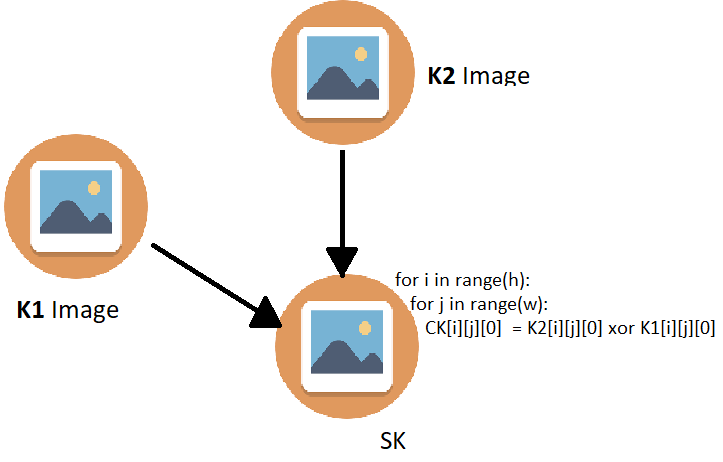 K2 Image
K1 Image
for i in range(h):
for j in range(w):
CK[i][j][0] = K2[i][j][0] xor K1[i][j][0]
SK